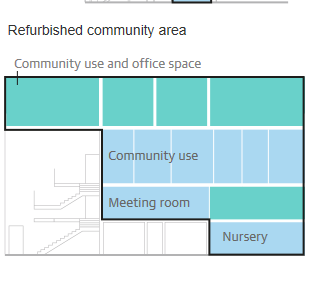 Refurbished community area
Community use and office space
Community use
Meeting room
Nursery